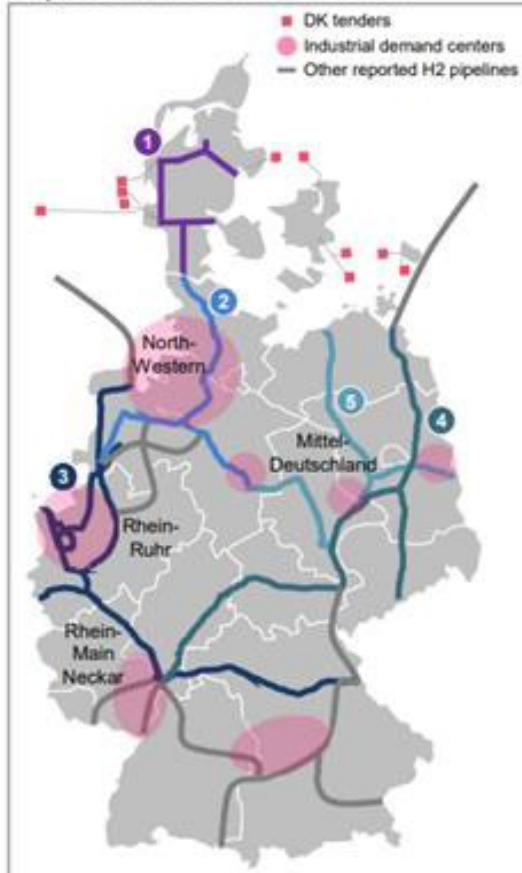 DK tenders
Industrial demand centers
Other reported H2 pipelines
1
2
North-
Western
5
4
Mittel-
Deutschland
3
Rhein-
Ruhr
Rhein-
Main
Neckar